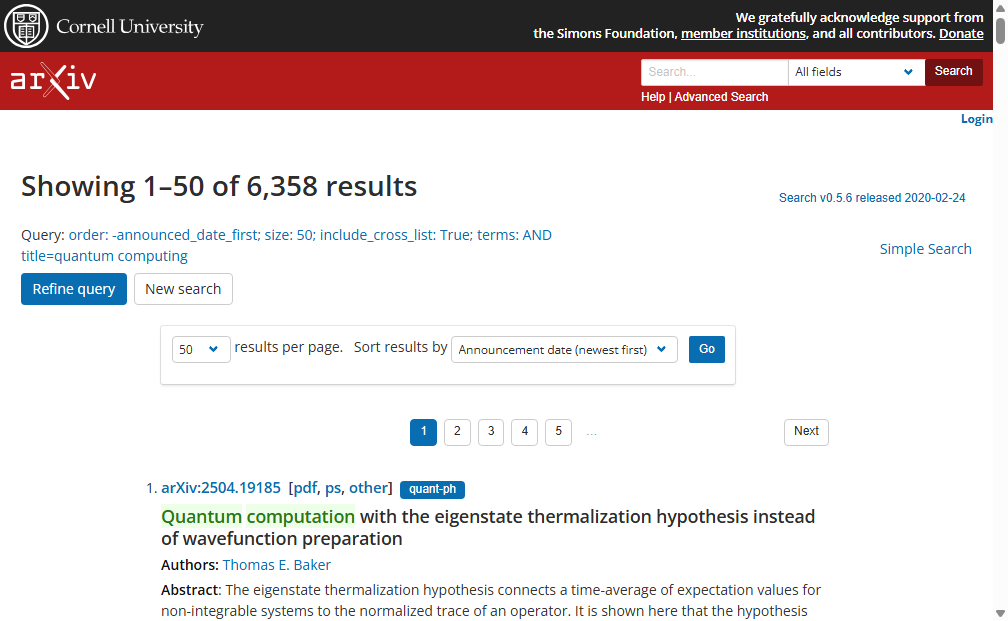 Cornell University
We gratefully acknowledge support from
the Simons Foundation, member institutions, and all contributors. Donate
arXiv
Search...
All fields
Search
Help | Advanced Search
Login
Showing 1–50 of 6,358 results
Search v0.5.6 released 2020-02-24
Query: order: -announced_date_first; size: 50; include_cross_list: True; terms: AND
title=quantum computing
Simple Search
Refine query
New search
50 results per page. Sort results by Announcement date (newest first) Go
1 2 3 4 5 ... Next
1. arXiv:2504.19185 [pdf, ps, other] quant-ph
Quantum computation with the eigenstate thermalization hypothesis instead
of wavefunction preparation
Authors: Thomas E. Baker
Abstract: The eigenstate thermalization hypothesis connects a time-average of expectation values for
non-integrable systems to the normalized trace of an operator. It is shown here that the hypothesis